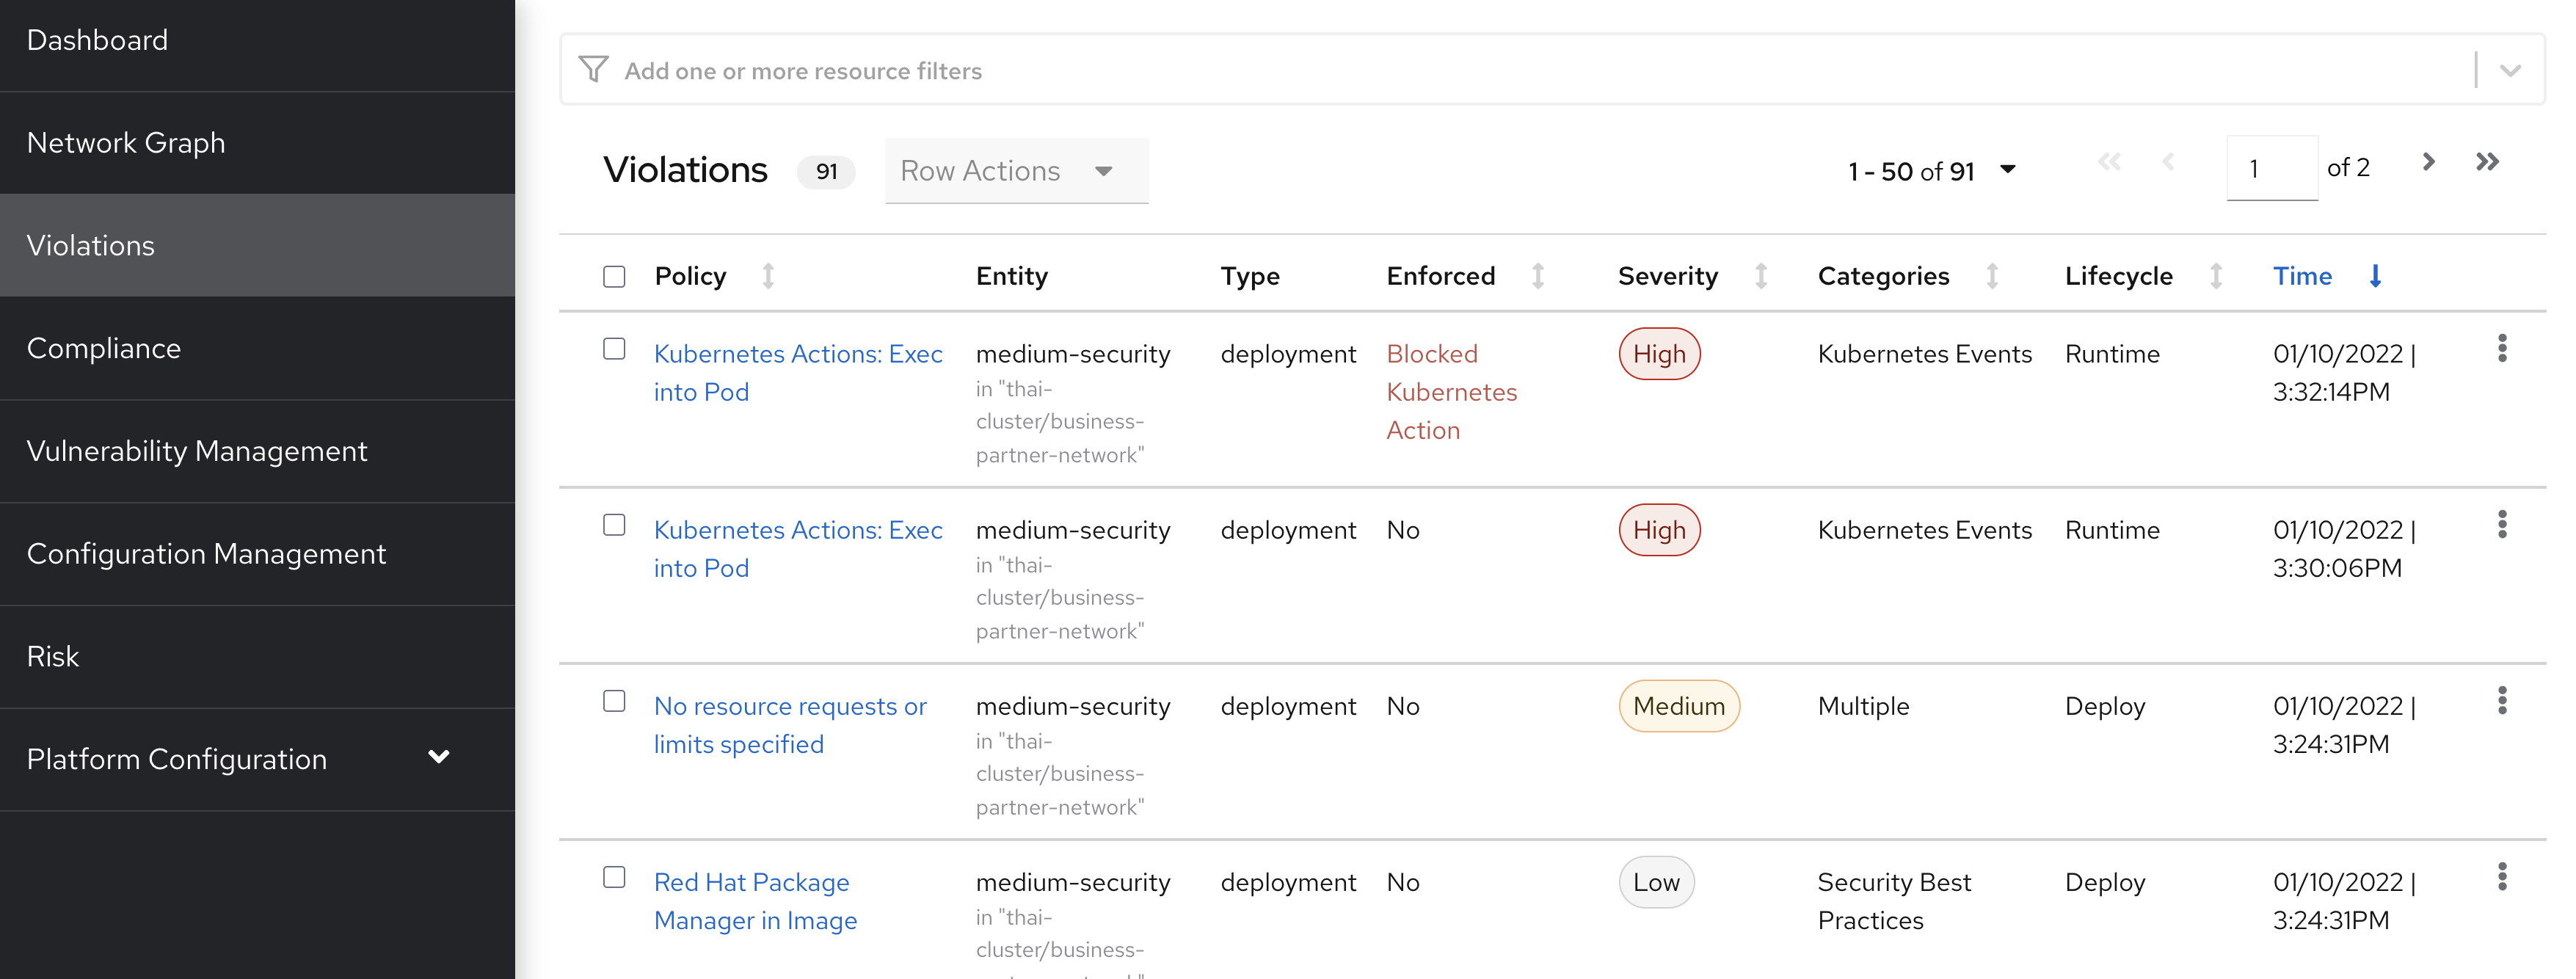 Dashboard
Network Graph
Violations
Compliance
Vulnerability Management
Configuration Management
Risk
Platform Configuration
Add one or more resource filters
Violations 91 Row Actions 1 - 50 of 91 1 of 2
Policy Entity Type Enforced Severity Categories Lifecycle Time
Kubernetes Actions: Exec
into Pod
medium-security
in "thai-
cluster/business-
partner-network"
deployment
Blocked
Kubernetes
Action
High
Kubernetes Events
Runtime
01/10/2022 |
3:32:14PM
Kubernetes Actions: Exec
into Pod
medium-security
in "thai-
cluster/business-
partner-network"
deployment
No
High
Kubernetes Events
Runtime
01/10/2022 |
3:30:06PM
No resource requests or
limits specified
medium-security
in "thai-
cluster/business-
partner-network"
deployment
No
Medium
Multiple
Deploy
01/10/2022 |
3:24:31PM
Red Hat Package
Manager in Image
medium-security
in "thai-
cluster/business-
deployment
No
Low
Security Best
Practices
Deploy
01/10/2022 |
3:24:31PM